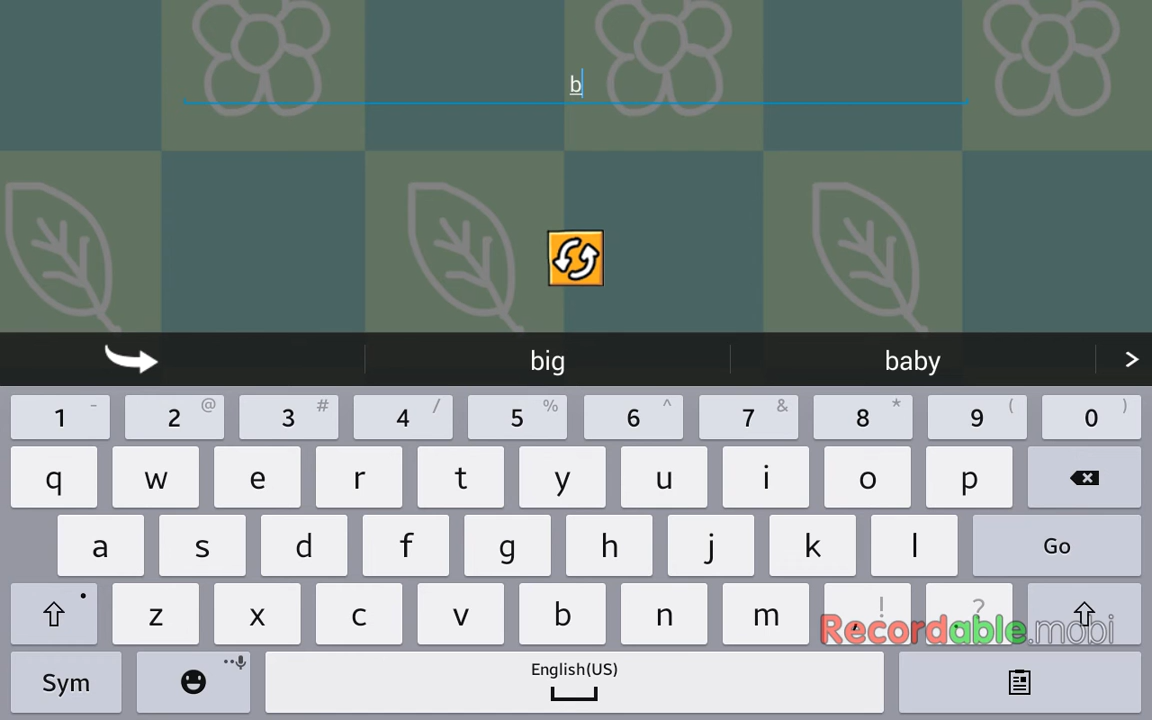 b
big baby
1 - 2 @ 3 # 4 / 5 % 6 ^ 7 & 8 * 9 ( 0 )
q w e r t y u i o p
a s d f g h j k l Go
z x c v b n m , ! . ?
Recordable.mobi
Sym English(US)